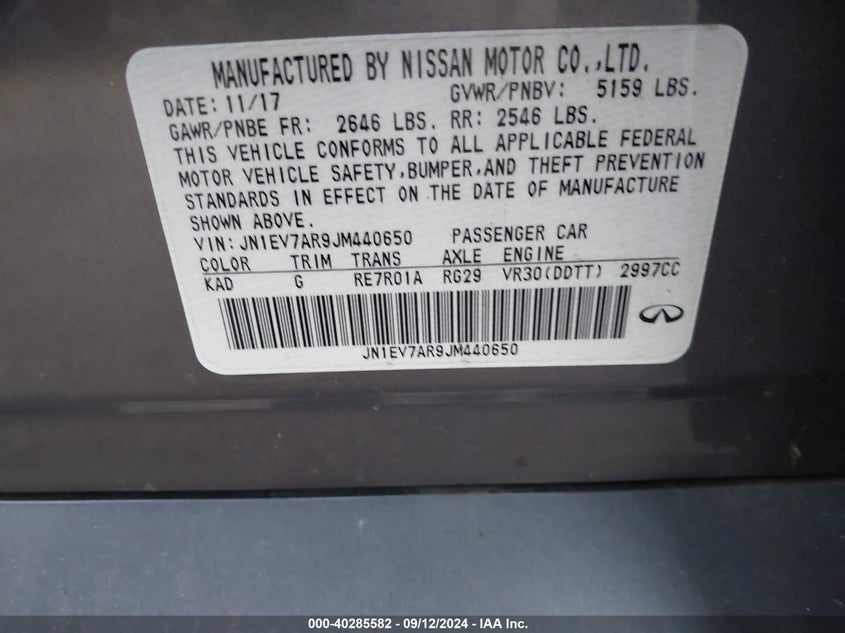 MANUFACTURED BY NISSAN MOTOR CO.,LTD.
DATE: 11/17 GVWR/PNBV: 5159 LBS.
GAWR/PNBE FR: 2646 LBS. RR: 2546 LBS.
THIS VEHICLE CONFORMS TO ALL APPLICABLE FEDERAL
MOTOR VEHICLE SAFETY,BUMPER,AND THEFT PREVENTION
STANDARDS IN EFFECT ON THE DATE OF MANUFACTURE
SHOWN ABOVE.
VIN:JN1EV7AR9JM440650 PASSENGER CAR
COLOR TRIM TRANS AXLE ENGINE
KAD G RE7R01A RG29 VR30(DDTT) 2997CC
JN1EV7AR9JM440650
000-40285582 - 09/12/2024 - IAA Inc.